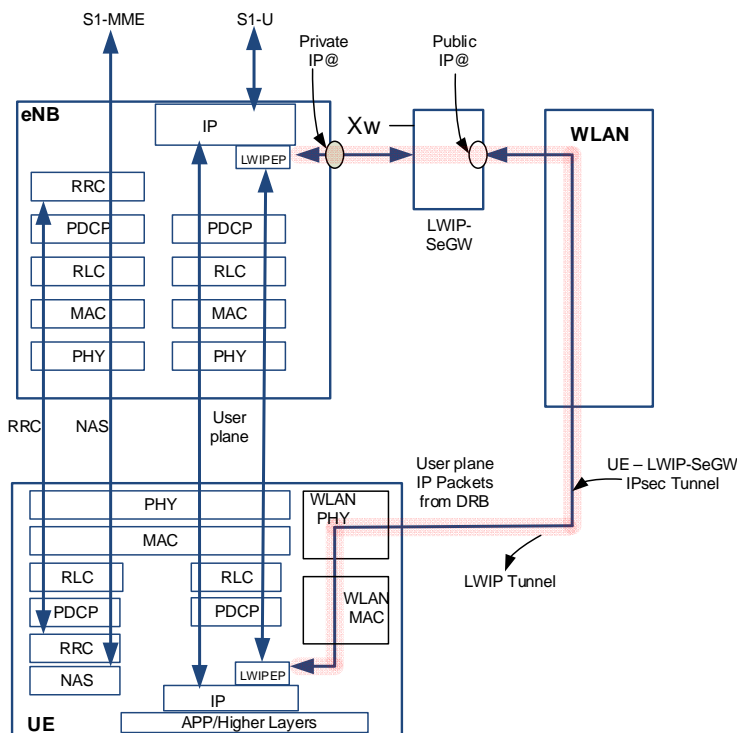 S1-MME
S1-U
Private
IP@
Public
IP@
eNB
IP
LWIPEP
Xw
LWIP-
SeGW
WLAN
RRC
PDCP
RLC
MAC
PHY
PDCP
RLC
MAC
PHY
RRC
NAS
User
plane
User plane
IP Packets
from DRB
UE – LWIP-SeGW
IPsec Tunnel
LWIP Tunnel
PHY
MAC
RLC
PDCP
RRC
NAS
RLC
PDCP
LWIPEP
IP
APP/Higher Layers
WLAN
PHY
WLAN
MAC
UE